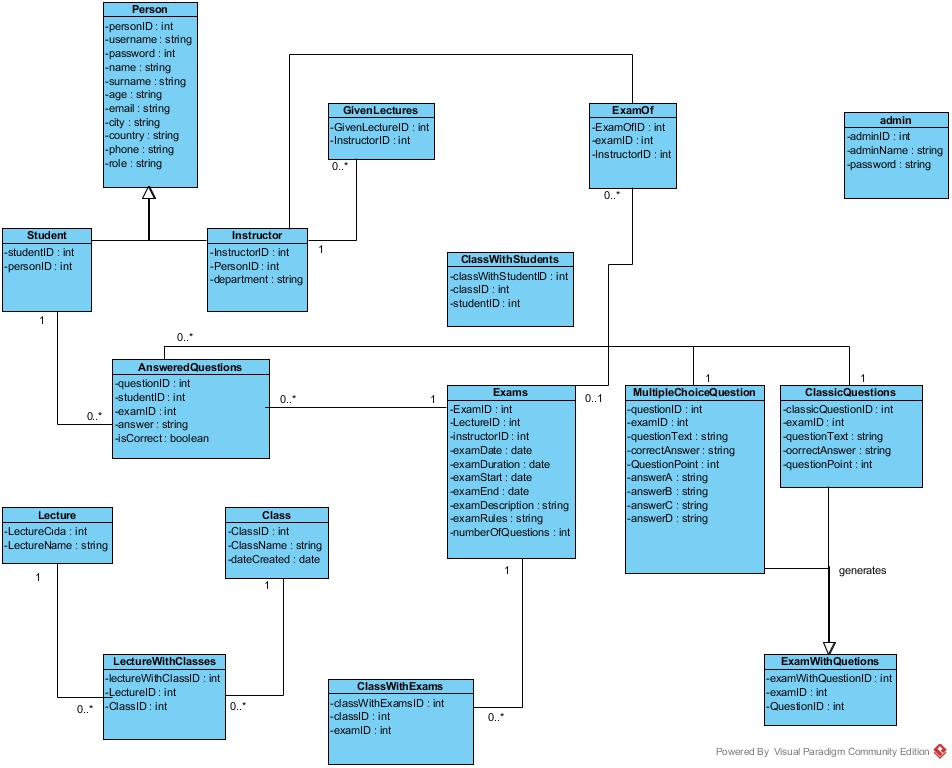 Person
-personID : int
-username : string
-password : int
-name : string
-surname : string
-age : string
-email : string
-city : string
-country : string
-phone : string
-role : string
GivenLectures
-GivenLectureID : int
-InstructorID : int
0..*
ExamOf
-ExamOfID : int
-examID : int
-InstructorID : int
0..*
admin
-adminID : int
-adminName : string
-password : string
Student
-studentID : int
-personID : int
1
Instructor
-InstructorID : int
-PersonID : int
-department : string
1
ClassWithStudents
-classWithStudentID : int
-classID : int
-studentID : int
0..*
AnsweredQuestions
-questionID : int
-studentID : int
-examID : int
-answer : string
-isCorrect : boolean
0..*
0..*
1
Exams
-ExamID : int
-LectureID : int
-instructorID : int
-examDate : date
-examDuration : date
-examStart : date
-examEnd : date
-examDescription : string
-examRules : string
-numberOfQuestions : int
0..1
1
1
MultipleChoiceQuestion
-questionID : int
-examID : int
-questionText : string
-correctAnswer : string
-QuestionPoint : int
-answerA : string
-answerB : string
-answerC : string
-answerD : string
1
ClassicQuestions
-classicQuestionID : int
-examID : int
-questionText : string
-oorrectAnswer : string
-questionPoint : int
Lecture
-LectureCıda : int
-LectureName : string
1
Class
-ClassID : int
-ClassName : string
-dateCreated : date
1
generates
LectureWithClasses
-lectureWithClassID : int
-LectureID : int
-ClassID : int
0..*
0..*
ClassWithExams
-classWithExamsID : int
-classID : int
-examID : int
0..*
ExamWithQuetions
-examWithQuestionID : int
-examID : int
-QuestionID : int
Powered By Visual Paradigm Community Edition